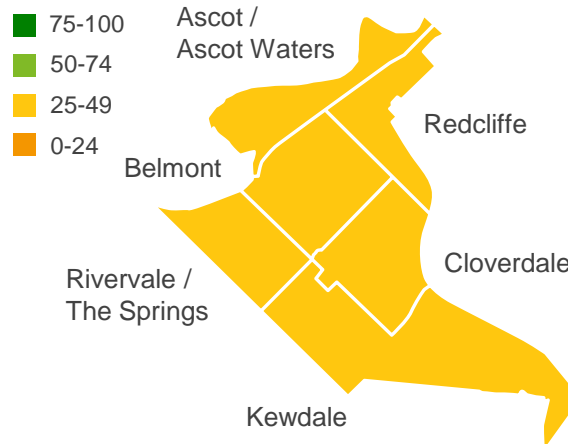 75-100
50-74
25-49
0-24
Ascot /
Ascot Waters
Redcliffe
Belmont
Cloverdale
Rivervale /
The Springs
Kewdale